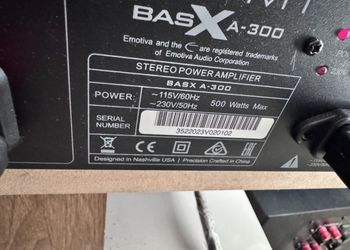 BASX A-300
Emotiva and the are registered trademarks
of Emotiva Audio Corporation
STEREO POWER AMPLIFIER
BASX A-300
POWER: ~115V/60Hz
~230V/50Hz 500 Watts Max
SERIAL NUMBER
3522023V020102
Designed in Nashville USA Precision Crafted in China